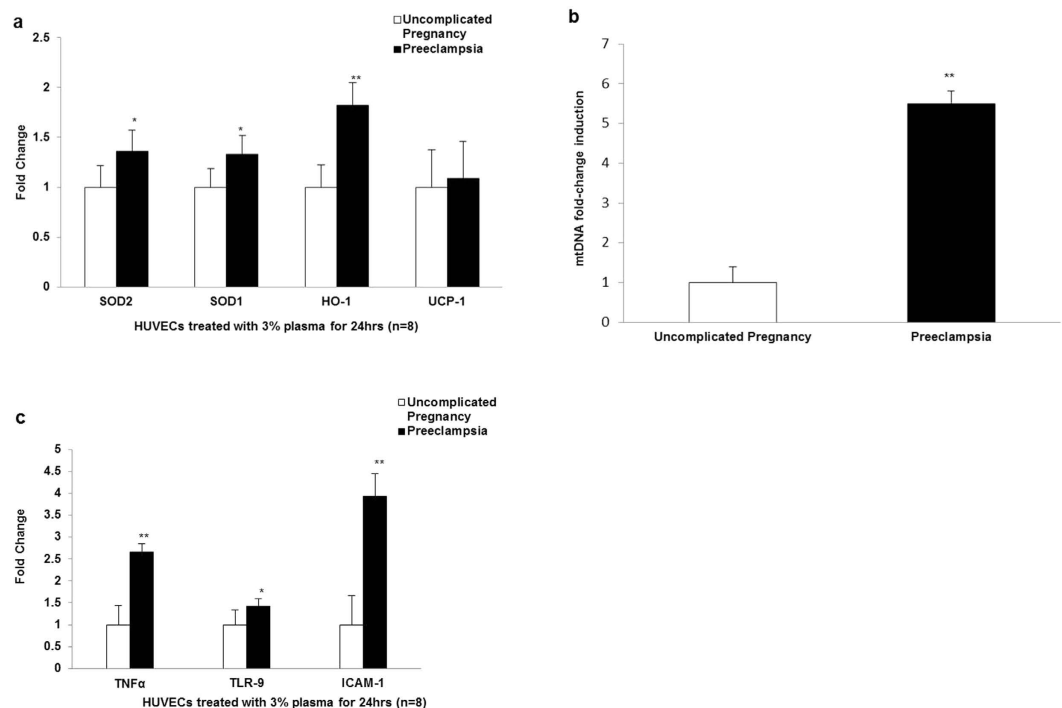 a
Uncomplicated
Pregnancy
Preeclampsia
Fold Change
2.5
2
1.5
1
0.5
0
*
*
**
SOD2 SOD1 HO-1 UCP-1
HUVECs treated with 3% plasma for 24hrs (n=8)
b
mtDNA fold-change induction
7
6
5
4
3
2
1
0
**
Uncomplicated Pregnancy Preeclampsia
c
Uncomplicated
Pregnancy
Preeclampsia
Fold Change
5
4.5
4
3.5
3
2.5
2
1.5
1
0.5
0
**
*
**
TNFα TLR-9 ICAM-1
HUVECs treated with 3% plasma for 24hrs (n=8)